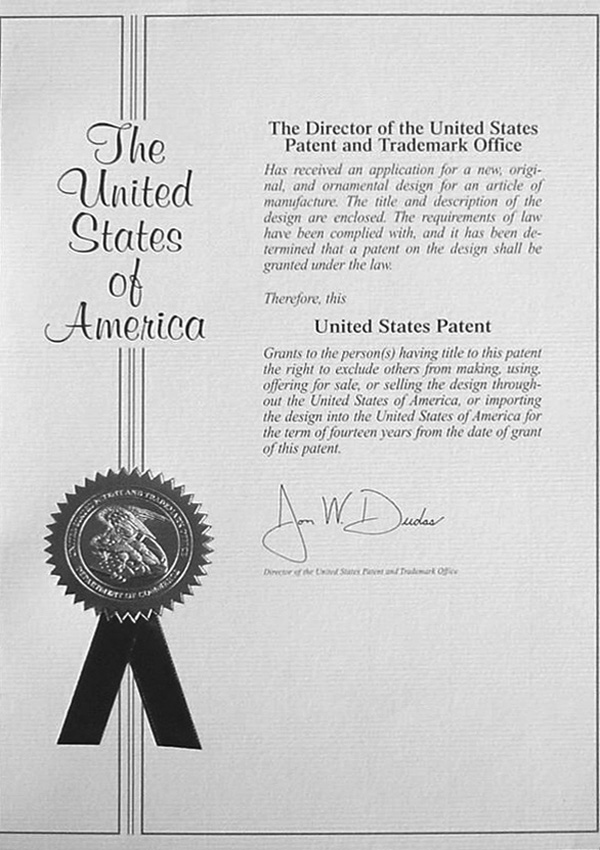 The
United
States
of
America
The Director of the United States
Patent and Trademark Office
Has received an application for a new, origi-
nal, and ornamental design for an article of
manufacture. The title and description of the
design are enclosed. The requirements of law
have been complied with, and it has been de-
termined that a patent on the design shall be
granted under the law.
Therefore, this
United States Patent
Grants to the person(s) having title to this patent
the right to exclude others from making, using,
offering for sale, or selling the design through-
out the United States of America, or importing
the design into the United States of America for
the term of fourteen years from the date of grant
of this patent.
Jon W. Dudas
Director of the United States Patent and Trademark Office
PATENT AND TRADEMARK OFFICE
DEPARTMENT OF COMMERCE